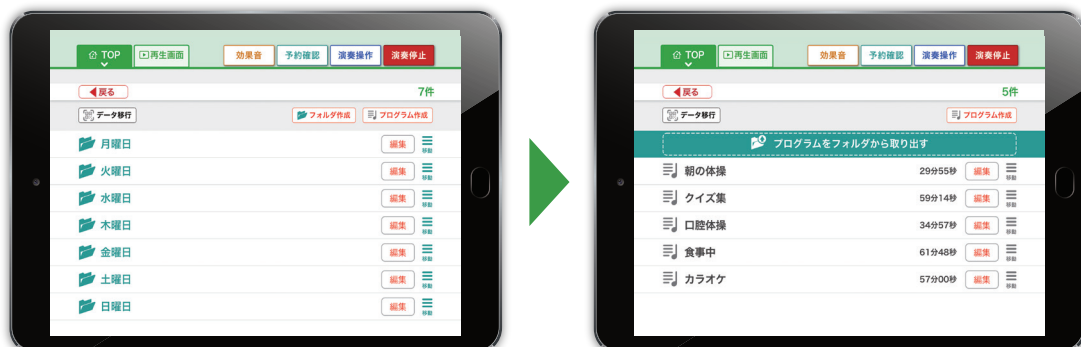 TOP 再生画面 効果音 予約確認 演奏操作 演奏停止
戻る 7件
データ移行 フォルダ作成 プログラム作成
月曜日 編集 移動
火曜日 編集 移動
水曜日 編集 移動
木曜日 編集 移動
金曜日 編集 移動
土曜日 編集 移動
日曜日 編集 移動
TOP 再生画面 効果音 予約確認 演奏操作 演奏停止
戻る 5件
データ移行 プログラム作成
プログラムをフォルダから取り出す
朝の体操 29分55秒 編集 移動
クイズ集 59分14秒 編集 移動
口腔体操 34分57秒 編集 移動
食事中 61分48秒 編集 移動
カラオケ 57分00秒 編集 移動